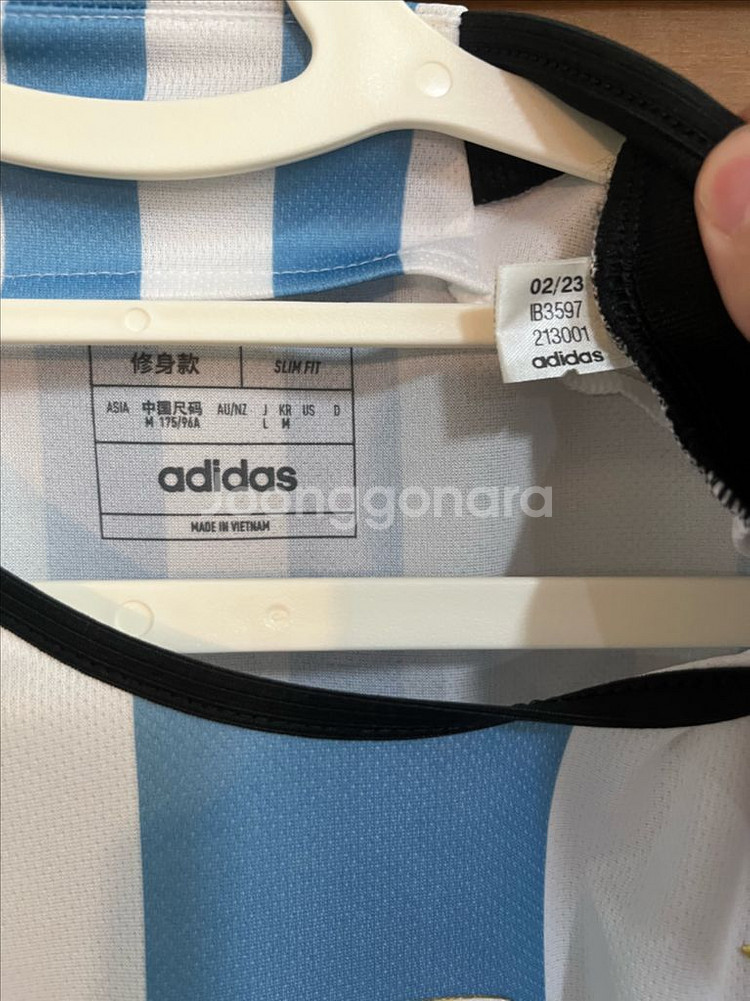 02/23
IB3597
213001
adidas
修身款 SLIM FIT
ASIA 中国尺码 AU/NZ J KR US D
M 175/96A L M
adidas
MADE IN VIETNAM
Joonggonara